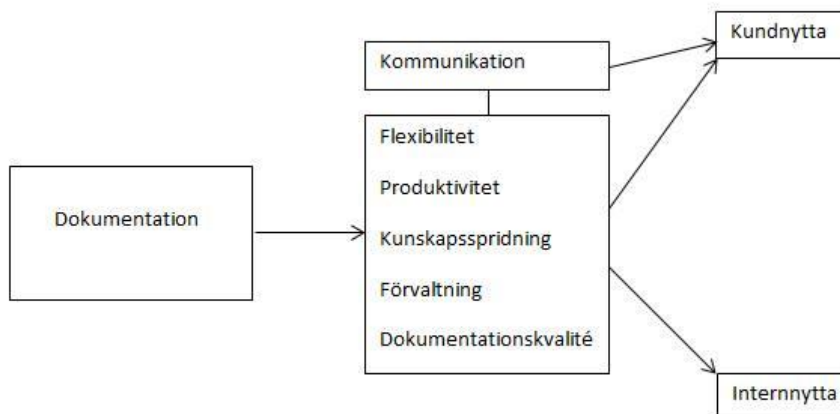 Kundnytta
Kommunikation
Flexibilitet
Produktivitet
Dokumentation
Kunskapsspridning
Förvaltning
Dokumentationskvalité
Internnytta